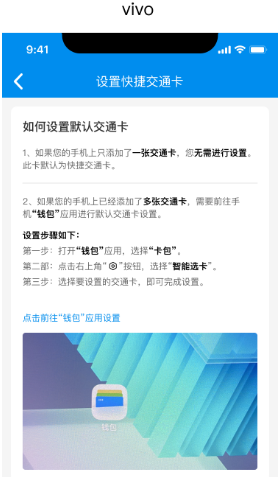 vivo
9:41
设置快捷交通卡
如何设置默认交通卡
1、如果您的手机上只添加了一张交通卡，您无需进行设置。
此卡默认为快捷交通卡。
2、如果您的手机上已经添加了多张交通卡，需要前往手
机“钱包”应用进行默认交通卡设置。
设置步骤如下：
第一步：打开“钱包”应用，选择“卡包”，
第二部：点击右上角“⚙”按钮，选择“智能选卡”。
第三步：选择要设置的交通卡，即可完成设置。
点击前往“钱包”应用设置
钱包